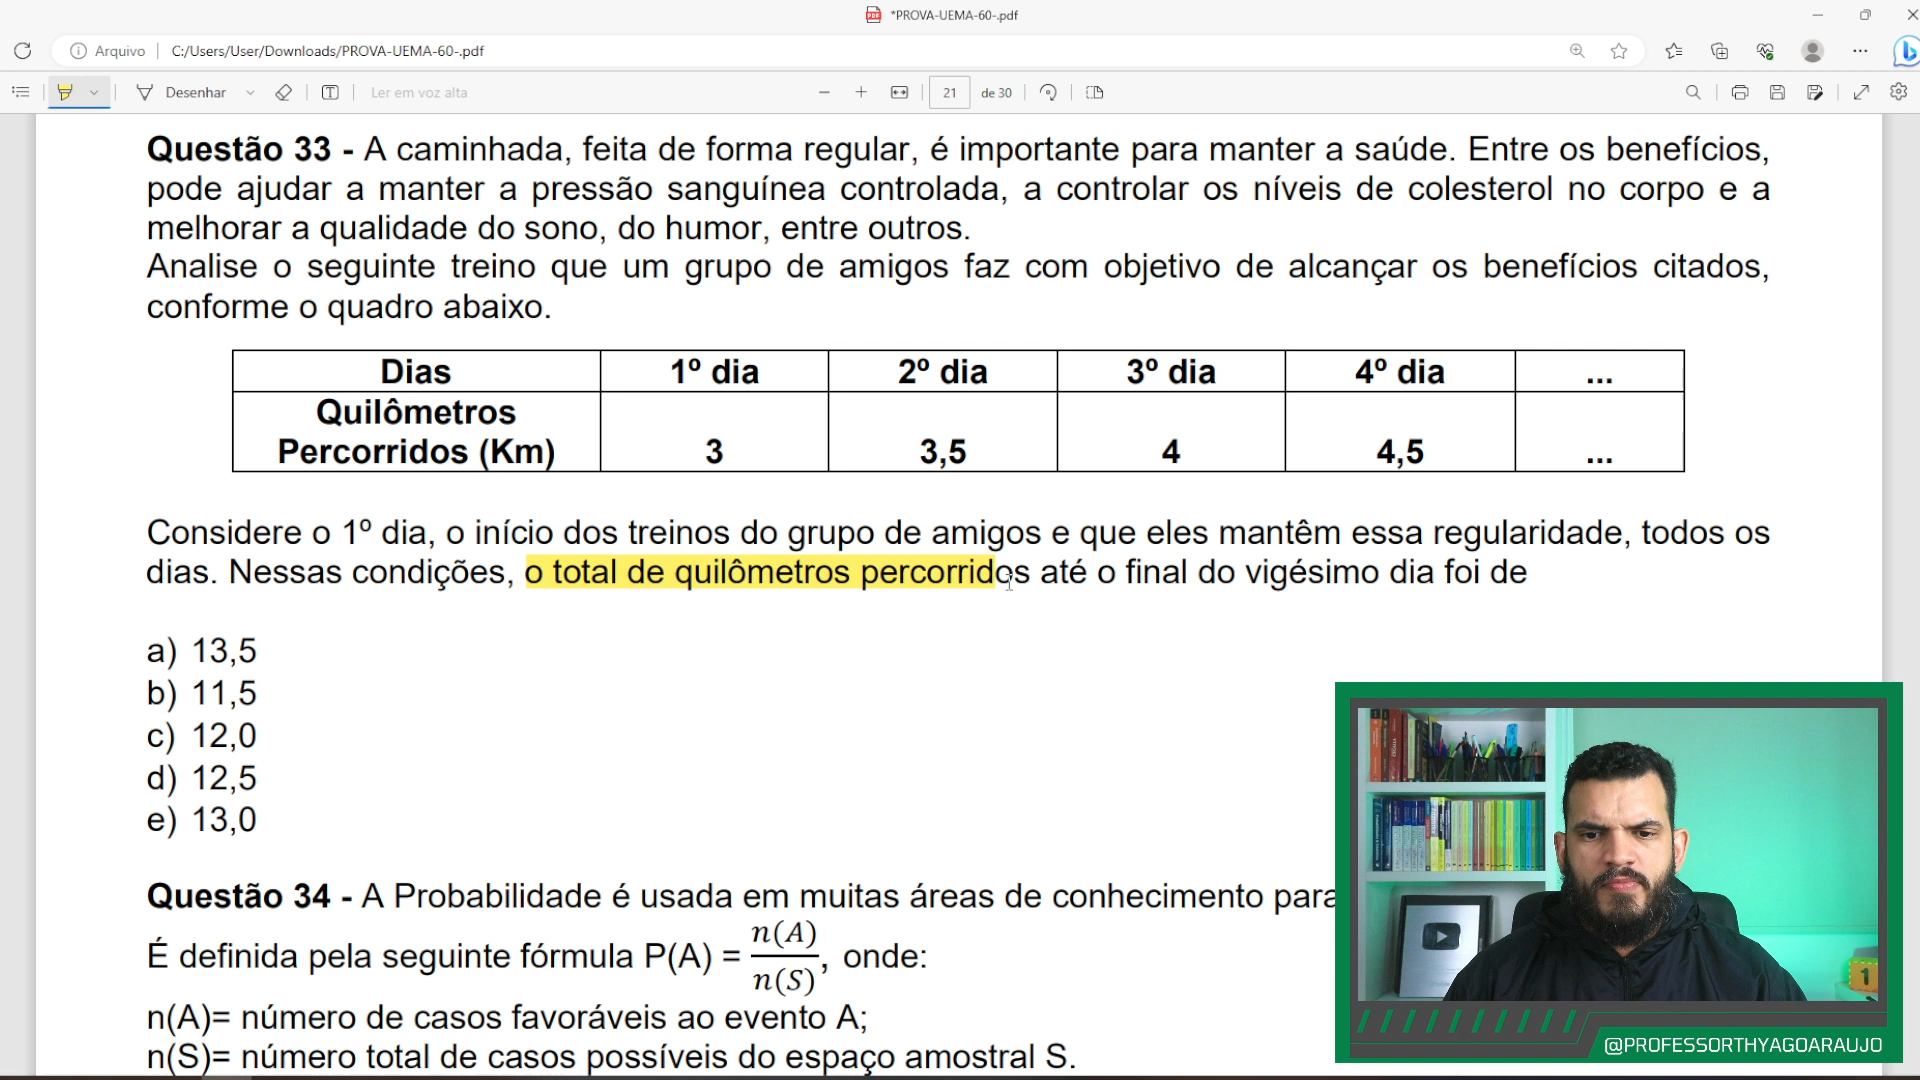 *PROVA-UEMA-60-.pdf
Arquivo
C:/Users/User/Downloads/PROVA-UEMA-60-.pdf
Desenhar
Ler em voz alta
21
de 30
Questão 33 - A caminhada, feita de forma regular, é importante para manter a saúde. Entre os benefícios,
pode ajudar a manter a pressão sanguínea controlada, a controlar os níveis de colesterol no corpo e a
melhorar a qualidade do sono, do humor, entre outros.
Analise o seguinte treino que um grupo de amigos faz com objetivo de alcançar os benefícios citados,
conforme o quadro abaixo.
Dias 1º dia 2º dia 3º dia 4º dia ...
Quilômetros
Percorridos (Km) 3 3,5 4 4,5 ...
Considere o 1º dia, o início dos treinos do grupo de amigos e que eles mantêm essa regularidade, todos os
dias. Nessas condições, o total de quilômetros percorridos até o final do vigésimo dia foi de
a) 13,5
b) 11,5
c) 12,0
d) 12,5
e) 13,0
Questão 34 - A Probabilidade é usada em muitas áreas de conhecimento para
É definida pela seguinte fórmula P(A) = n(A)/n(S), onde:
n(A)= número de casos favoráveis ao evento A;
n(S)= número total de casos possíveis do espaço amostral S.
1
@PROFESSORTHYAGOARAUJO